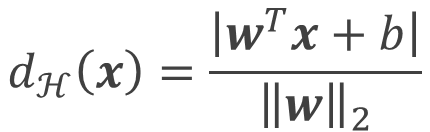 d_ℋ(𝒙) = |𝒘ᵀ𝒙 + b| / ‖𝒘‖₂